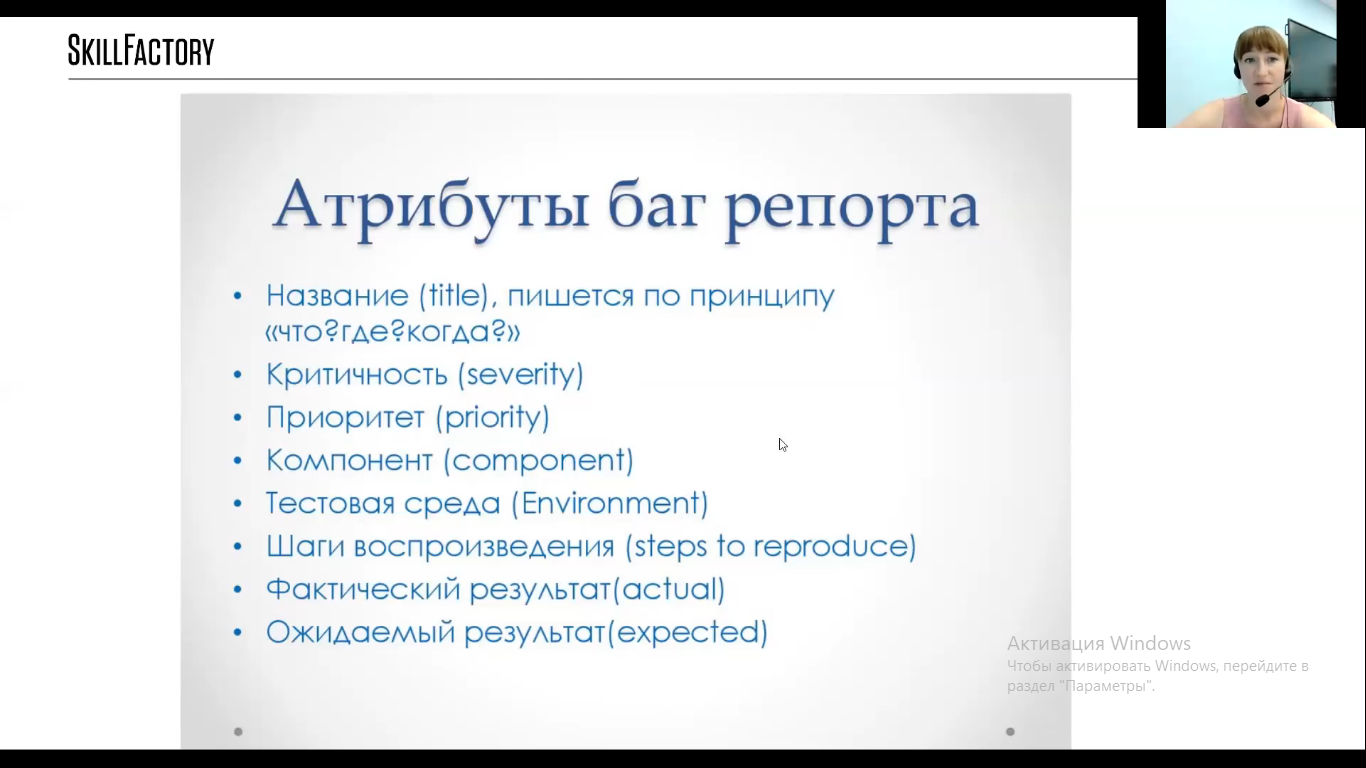 SKILLFACTORY
Атрибуты баг репорта
• Название (title), пишется по принципу
«что?где?когда?»
• Критичность (severity)
• Приоритет (priority)
• Компонент (component)
• Тестовая среда (Environment)
• Шаги воспроизведения (steps to reproduce)
• Фактический результат(actual)
• Ожидаемый результат(expected)
Активация Windows
Чтобы активировать Windows, перейдите в
раздел "Параметры".